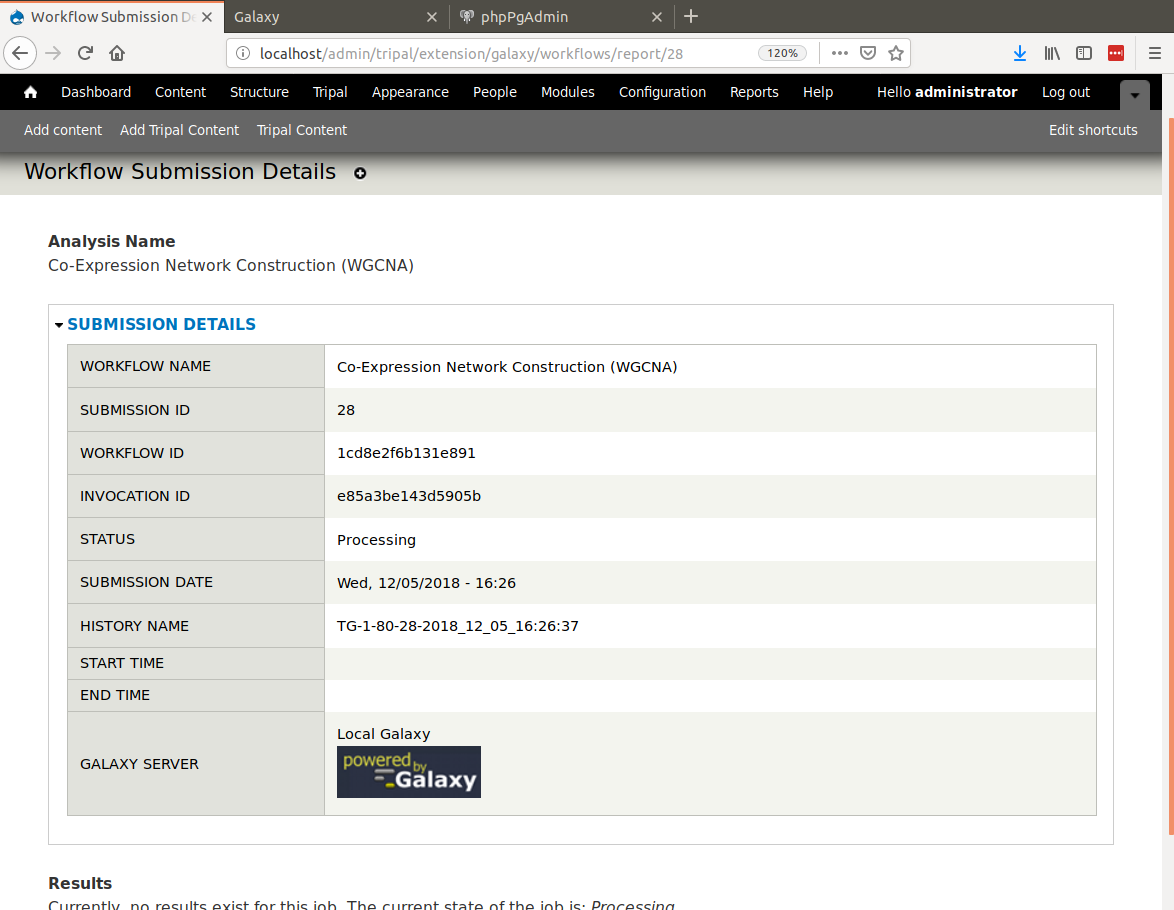 Workflow Submission De
Galaxy
phpPgAdmin
localhost/admin/tripal/extension/galaxy/workflows/report/28
120%
Dashboard Content Structure Tripal Appearance People Modules Configuration Reports Help Hello administrator Log out
Add content Add Tripal Content Tripal Content Edit shortcuts
Workflow Submission Details
Analysis Name
Co-Expression Network Construction (WGCNA)
SUBMISSION DETAILS
WORKFLOW NAME Co-Expression Network Construction (WGCNA)
SUBMISSION ID 28
WORKFLOW ID 1cd8e2f6b131e891
INVOCATION ID e85a3be143d5905b
STATUS Processing
SUBMISSION DATE Wed, 12/05/2018 - 16:26
HISTORY NAME TG-1-80-28-2018_12_05_16:26:37
START TIME
END TIME
GALAXY SERVER Local Galaxy
powered by Galaxy
Results
Currently, no results exist for this job. The current state of the job is: Processing